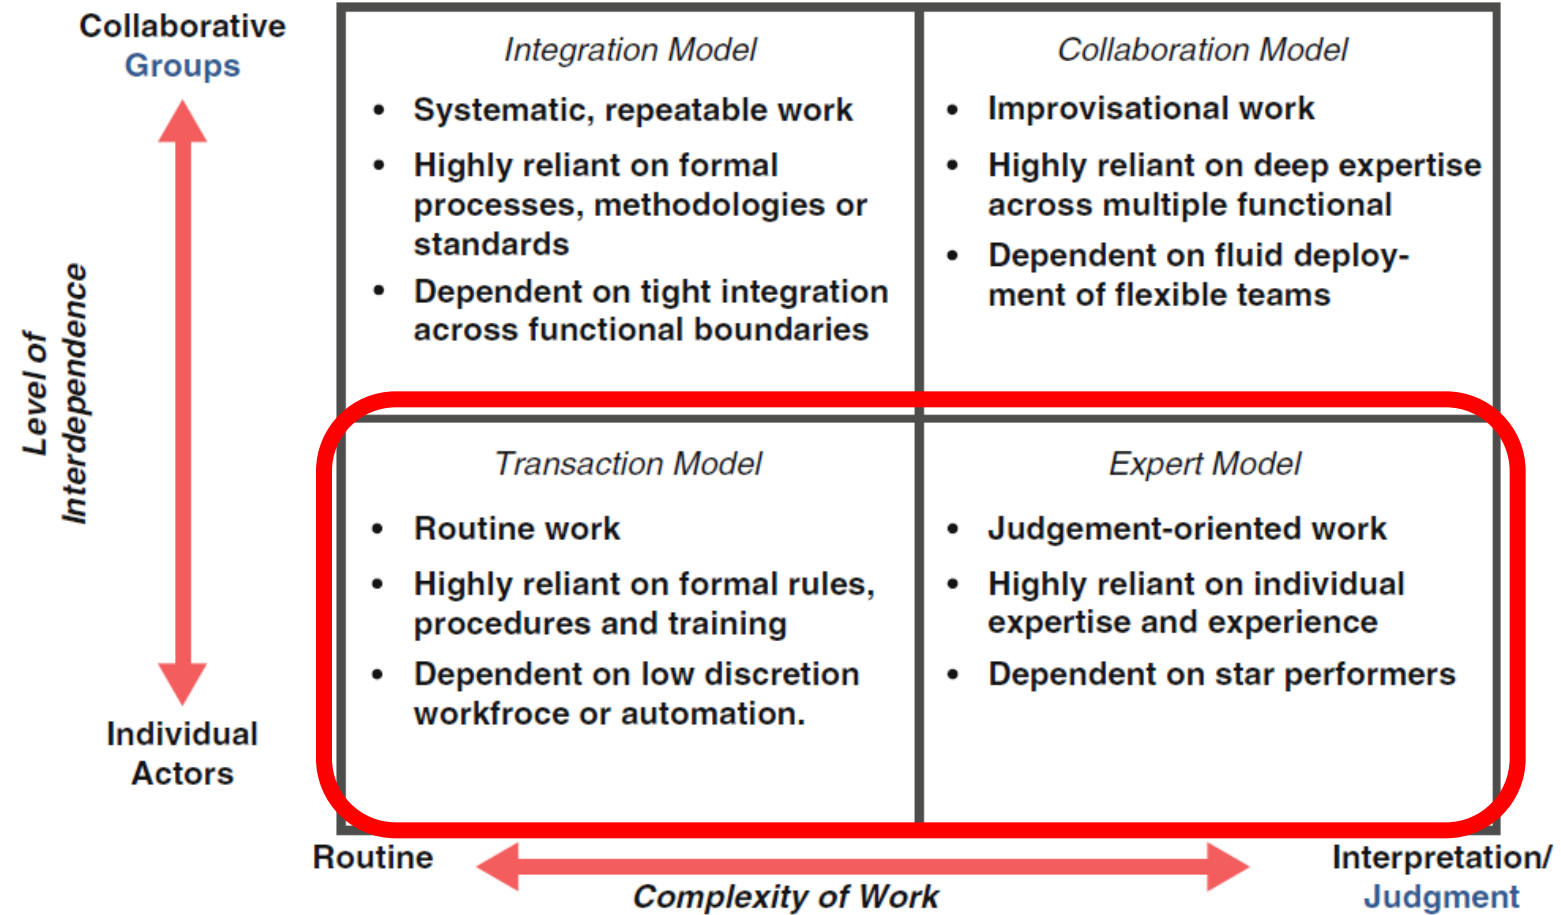 Collaborative
Groups
Level of
Interdependence
Individual
Actors
Integration Model
• Systematic, repeatable work
• Highly reliant on formal
processes, methodologies or
standards
• Dependent on tight integration
across functional boundaries
Collaboration Model
• Improvisational work
• Highly reliant on deep expertise
across multiple functional
• Dependent on fluid deploy-
ment of flexible teams
Transaction Model
• Routine work
• Highly reliant on formal rules,
procedures and training
• Dependent on low discretion
workfroce or automation.
Expert Model
• Judgement-oriented work
• Highly reliant on individual
expertise and experience
• Dependent on star performers
Routine
Complexity of Work
Interpretation/
Judgment